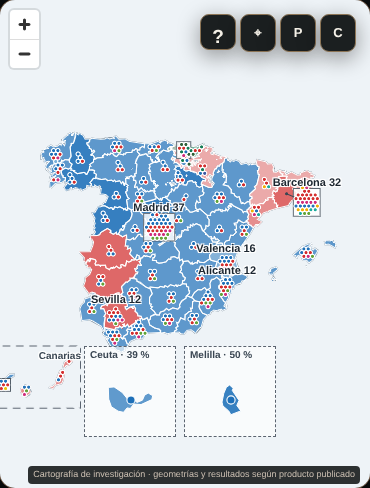 +
−
?
⌖
P
C
Barcelona 32
Madrid 37
Valencia 16
Alicante 12
Sevilla 12
Canarias
Ceuta · 39 %
Melilla · 50 %
Cartografía de investigación · geometrías y resultados según producto publicado